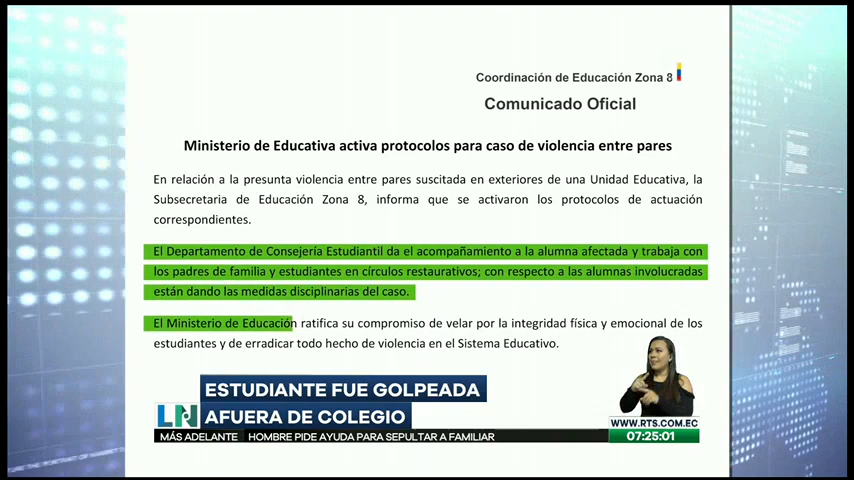 Coordinación de Educación Zona 8
Comunicado Oficial
Ministerio de Educativa activa protocolos para caso de violencia entre pares
En relación a la presunta violencia entre pares suscitada en exteriores de una Unidad Educativa, la
Subsecretaria de Educación Zona 8, informa que se activaron los protocolos de actuación
correspondientes.
El Departamento de Consejería Estudiantil da el acompañamiento a la alumna afectada y trabaja con
los padres de familia y estudiantes en círculos restaurativos; con respecto a las alumnas involucradas
están dando las medidas disciplinarias del caso.
El Ministerio de Educación ratifica su compromiso de velar por la integridad física y emocional de los
estudiantes y de erradicar todo hecho de violencia en el Sistema Educativo.
ESTUDIANTE FUE GOLPEADA
LN AFUERA DE COLEGIO
WWW.RTS.COM.EC
MÁS ADELANTE HOMBRE PIDE AYUDA PARA SEPULTAR A FAMILIAR
07:25:01